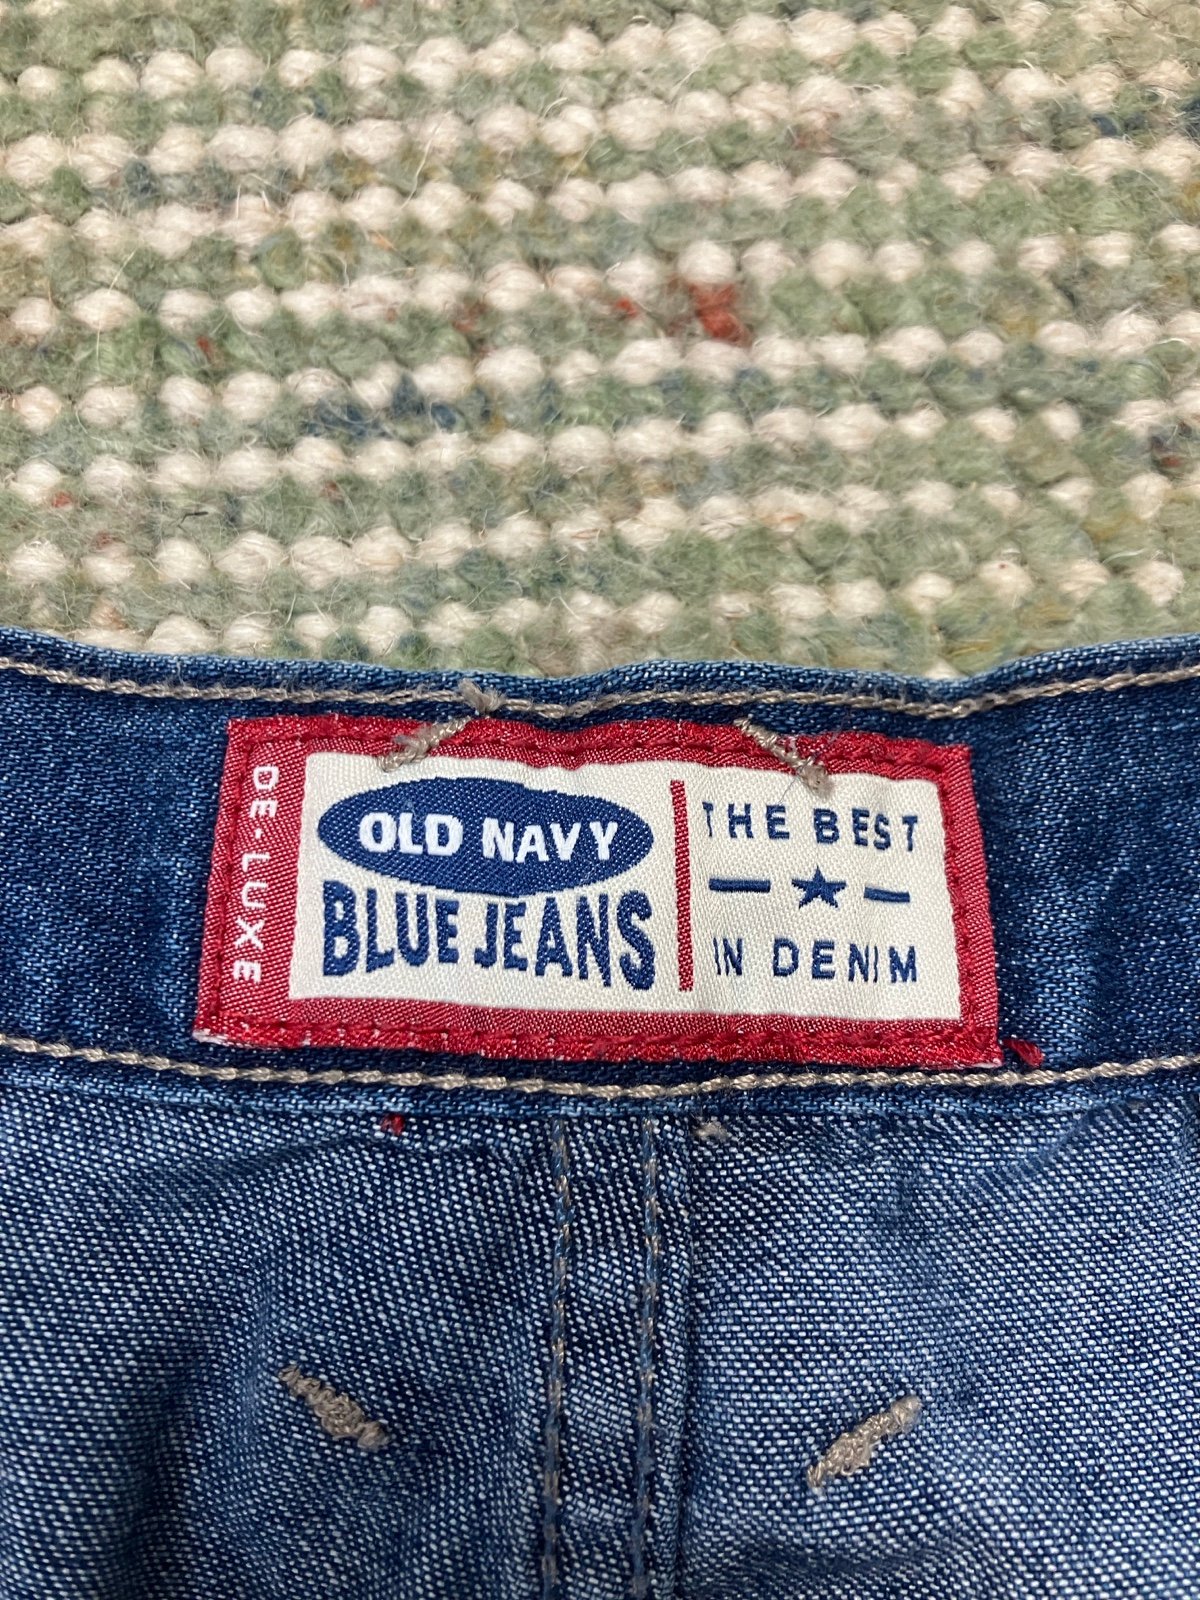 DE·LUXE
OLD NAVY
BLUE JEANS
THE BEST
IN DENIM